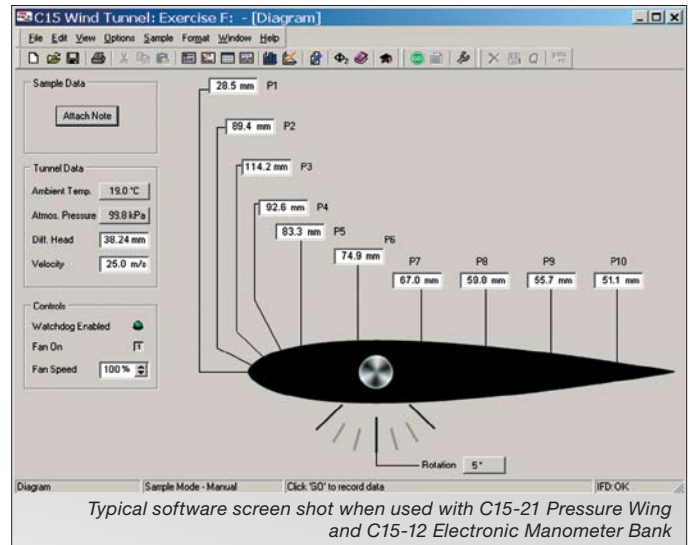 C15 Wind Tunnel: Exercise F: - [Diagram]
File Edit View Options Sample Format Window Help
Sample Data
Attach Note
Tunnel Data
Ambient Temp. 19.0 °C
Atmos. Pressure 99.8 kPa
Diff. Head 38.24 mm
Velocity 25.0 m/s
Controls
Watchdog Enabled
Fan On 1
Fan Speed 100 %
28.5 mm P1
89.4 mm P2
114.2 mm P3
92.6 mm P4
83.3 mm P5
P6
74.9 mm
P7 P8 P9 P10
67.0 mm 59.8 mm 55.7 mm 51.1 mm
Rotation 5°
Diagram Sample Mode - Manual Click 'GO' to record data IFD: OK
Typical software screen shot when used with C15-21 Pressure Wing
and C15-12 Electronic Manometer Bank